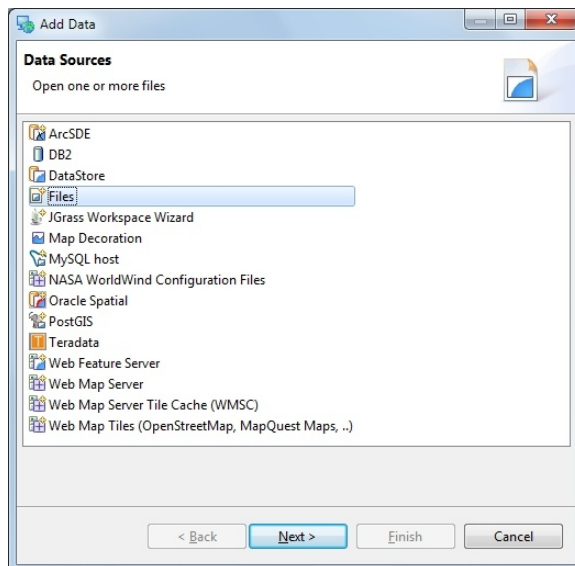 Add Data
Data Sources
Open one or more files
ArcSDE
DB2
DataStore
Files
JGrass Workspace Wizard
Map Decoration
MySQL host
NASA WorldWind Configuration Files
Oracle Spatial
PostGIS
Teradata
Web Feature Server
Web Map Server
Web Map Server Tile Cache (WMSC)
Web Map Tiles (OpenStreetMap, MapQuest Maps, ..)
< Back Next > Finish Cancel